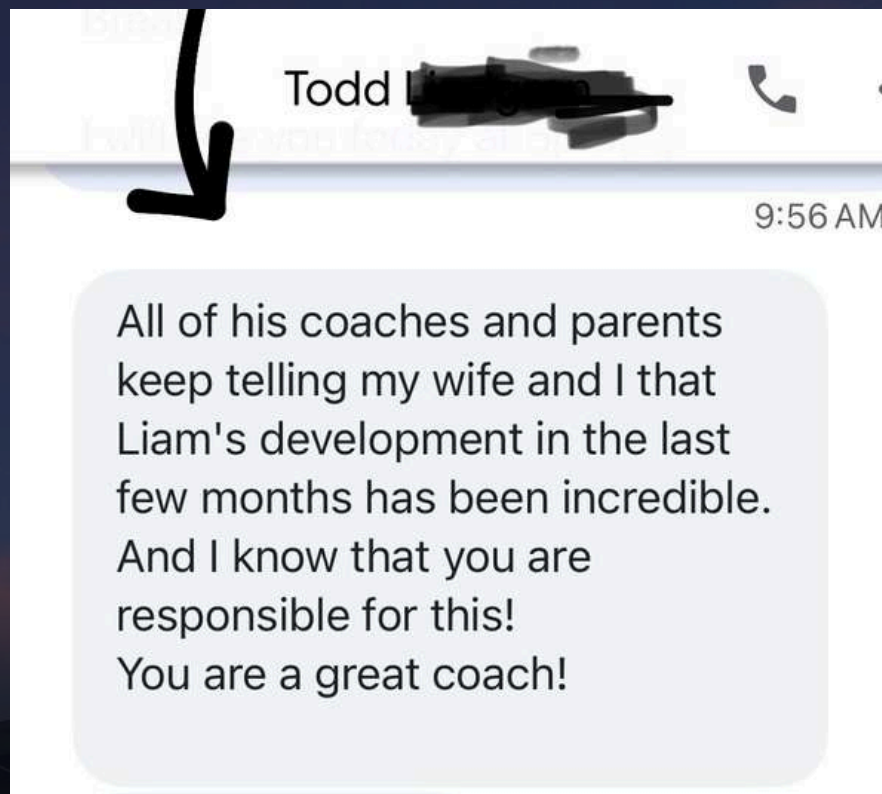 Todd
9:56 AM
All of his coaches and parents
keep telling my wife and I that
Liam's development in the last
few months has been incredible.
And I know that you are
responsible for this!
You are a great coach!